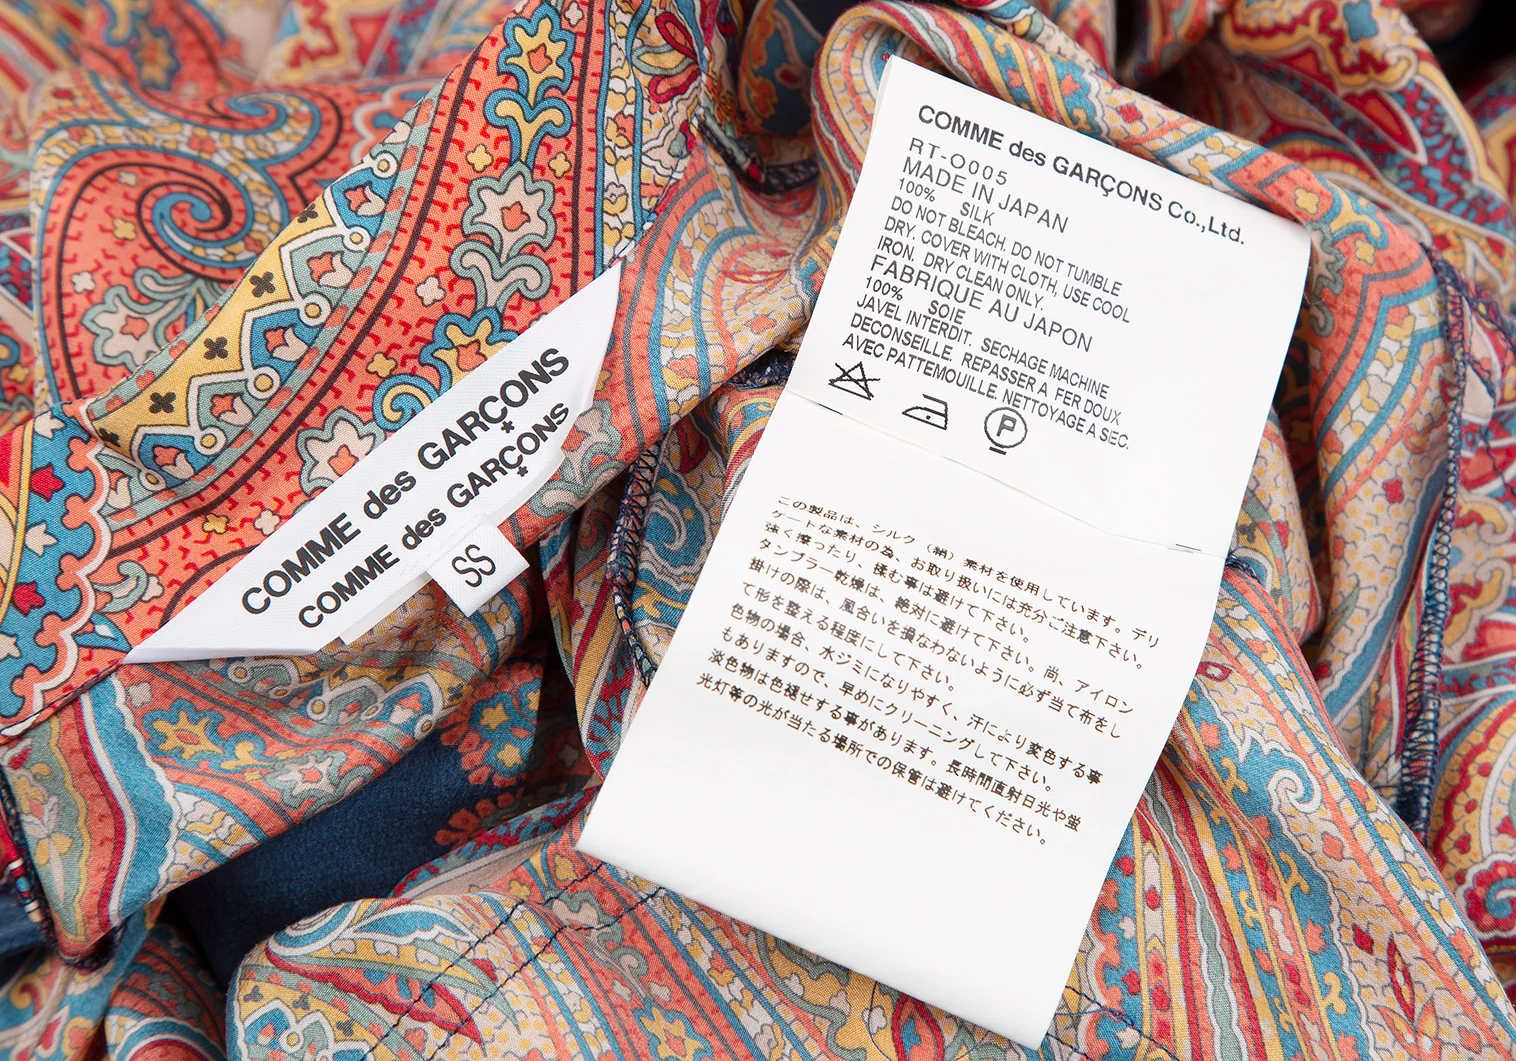 COMME des GARÇONS
*
COMME des GARÇONS
*
SS
COMME des GARÇONS Co.,Ltd.
RT-O005
MADE IN JAPAN
100% SILK
DO NOT BLEACH. DO NOT TUMBLE
DRY. COVER WITH CLOTH, USE COOL
IRON. DRY CLEAN ONLY.
FABRIQUE AU JAPON
100% SOIE
JAVEL INTERDIT. SECHAGE MACHINE
DECONSEILLE. REPASSER A FER DOUX
AVEC PATTEMOUILLE. NETTOYAGE A SEC.
P
この製品は、シルク（絹）素材を使用しています。デリ
ケートな素材の為、お取り扱いには充分ご注意下さい。
強く擦ったり、揉む事は避けて下さい。
タンブラー乾燥は、絶対に避けて下さい。尚、アイロン
掛けの際は、風合いを損なわないように必ず当て布をし
て形を整える程度にして下さい。
色物の場合、水ジミになりやすく、汗により変色する事
もありますので、早めにクリーニングして下さい。
淡色物は色褪せする事があります。長時間直射日光や蛍
光灯等の光が当たる場所での保管は避けてください。